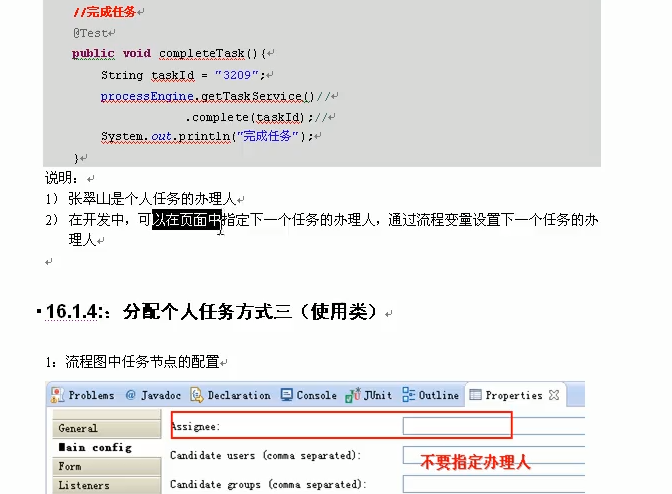 //完成任务
@Test
public void completeTask(){
String taskId = "3209";
processEngine.getTaskService()//
.complete(taskId);//
System.out.println("完成任务");
}
说明：
1） 张翠山是个人任务的办理人
2） 在开发中，可以在页面中指定下一个任务的办理人，通过流程变量设置下一个任务的办
理人
16.1.4:：分配个人任务方式三（使用类）
1：流程图中任务节点的配置
Problems @ Javadoc Declaration Console JUnit Outline Properties
General
Assignee:
Main config
Candidate users (comma separated):
不要指定办理人
Form
Listeners
Candidate groups (comma separated):